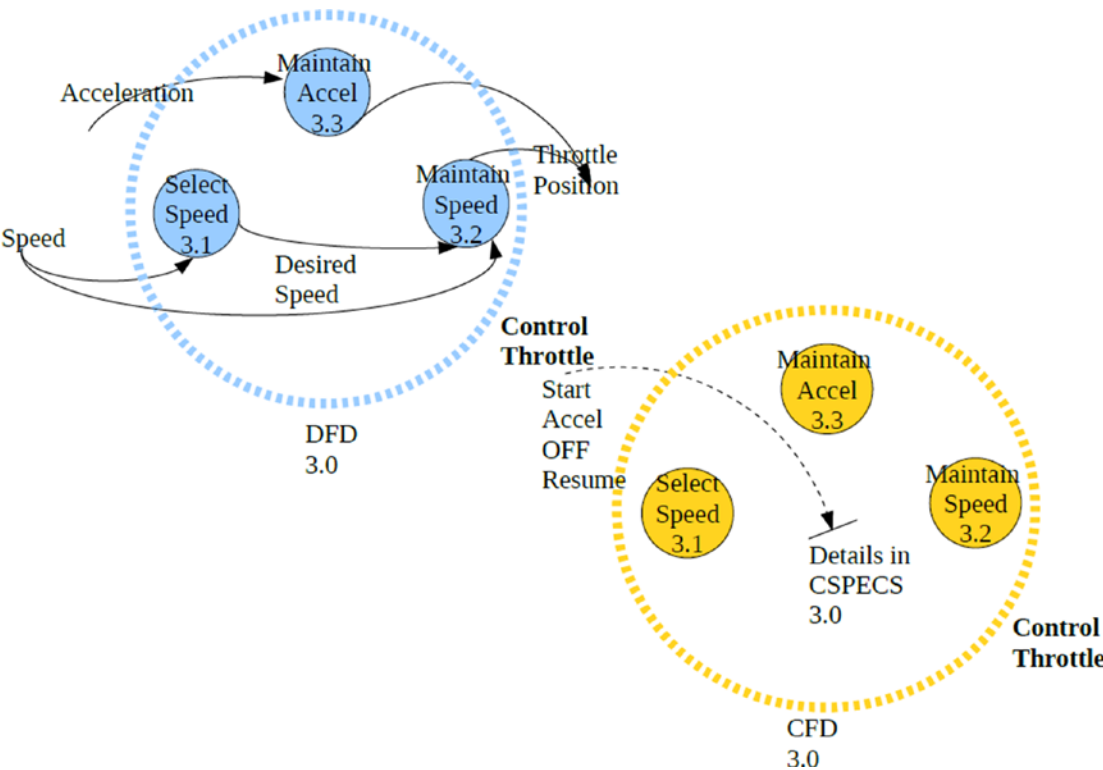 Maintain
Accel
3.3
Acceleration
Throttle
Position
Select
Speed
3.1
Maintain
Speed
3.2
Speed
Desired
Speed
Control
Throttle
DFD
3.0
Start
Accel
OFF
Resume
Maintain
Accel
3.3
Select
Speed
3.1
Maintain
Speed
3.2
Details in
CSPECS
3.0
Control
Throttle
CFD
3.0